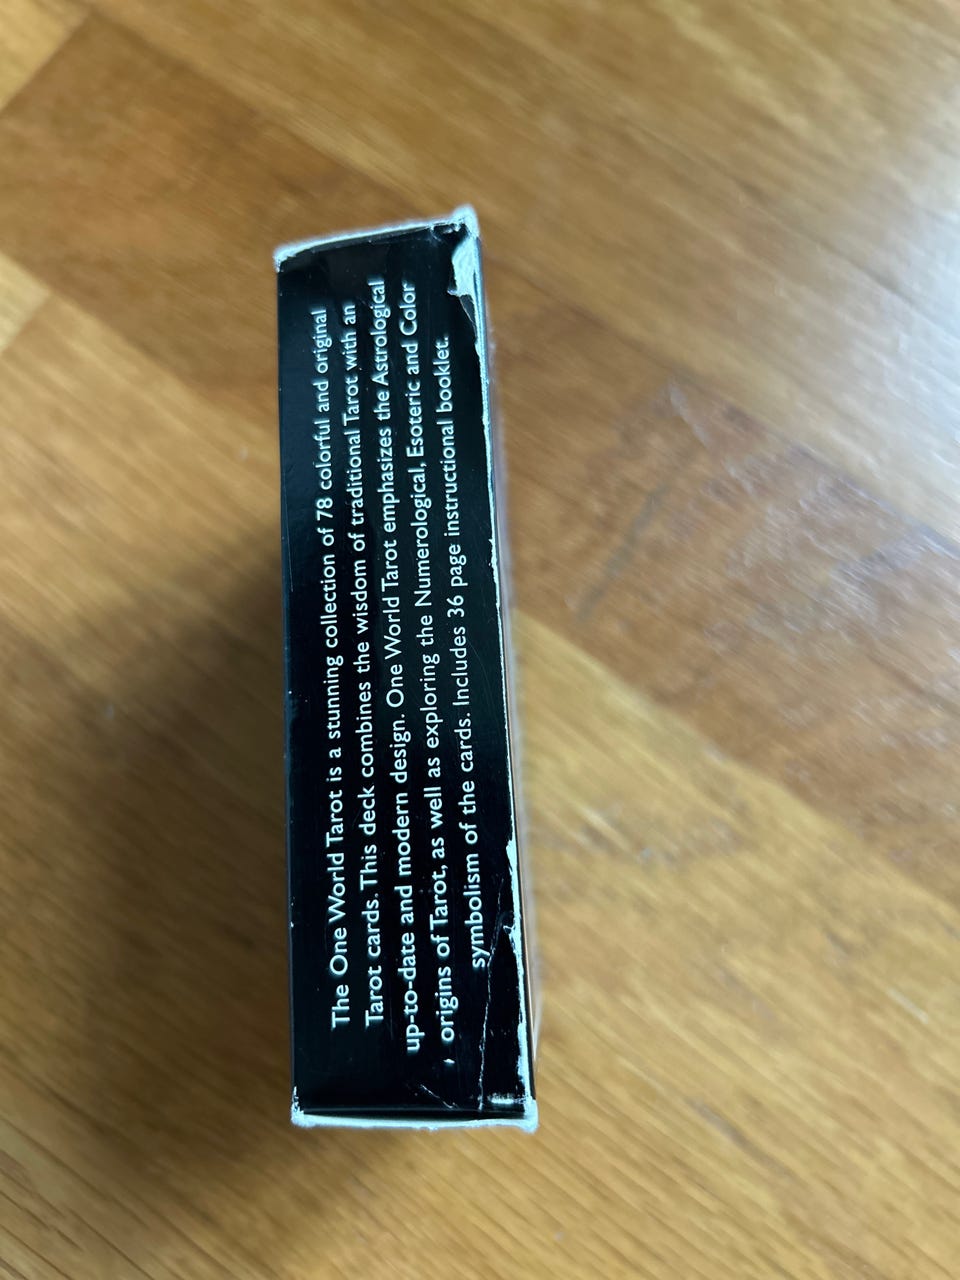 The One World Tarot is a stunning collection of 78 colorful and original
Tarot cards. This deck combines the wisdom of traditional Tarot with an
up-to-date and modern design. One World Tarot emphasizes the Astrological
origins of Tarot, as well as exploring the Numerological, Esoteric and Color
symbolism of the cards. Includes 36 page instructional booklet.